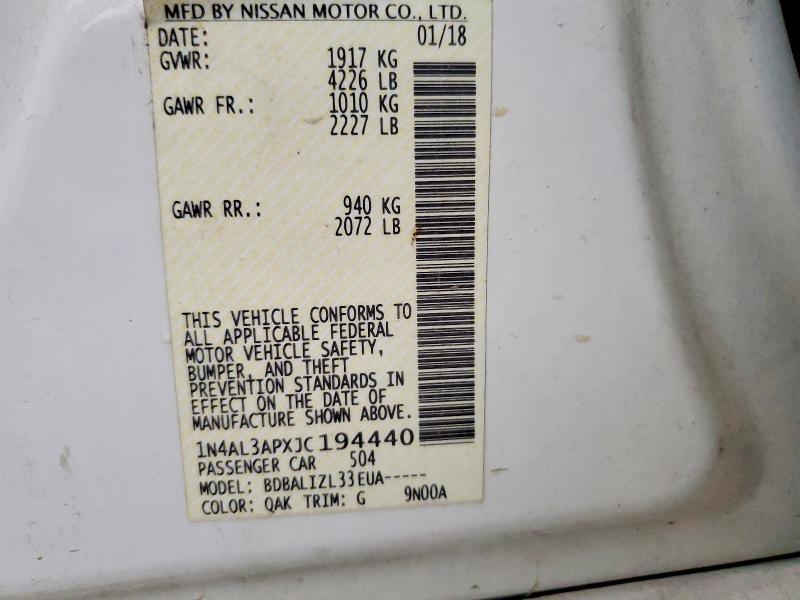 MFD BY NISSAN MOTOR CO., LTD.
DATE: 01/18
GVWR: 1917 KG
4226 LB
GAWR FR.: 1010 KG
2227 LB
GAWR RR.: 940 KG
2072 LB
THIS VEHICLE CONFORMS TO
ALL APPLICABLE FEDERAL
MOTOR VEHICLE SAFETY,
BUMPER, AND THEFT
PREVENTION STANDARDS IN
EFFECT ON THE DATE OF
MANUFACTURE SHOWN ABOVE.
1N4AL3APXJC194440
PASSENGER CAR 504
MODEL: BDBALIZL33EUA-----
COLOR: QAK TRIM: G 9N00A